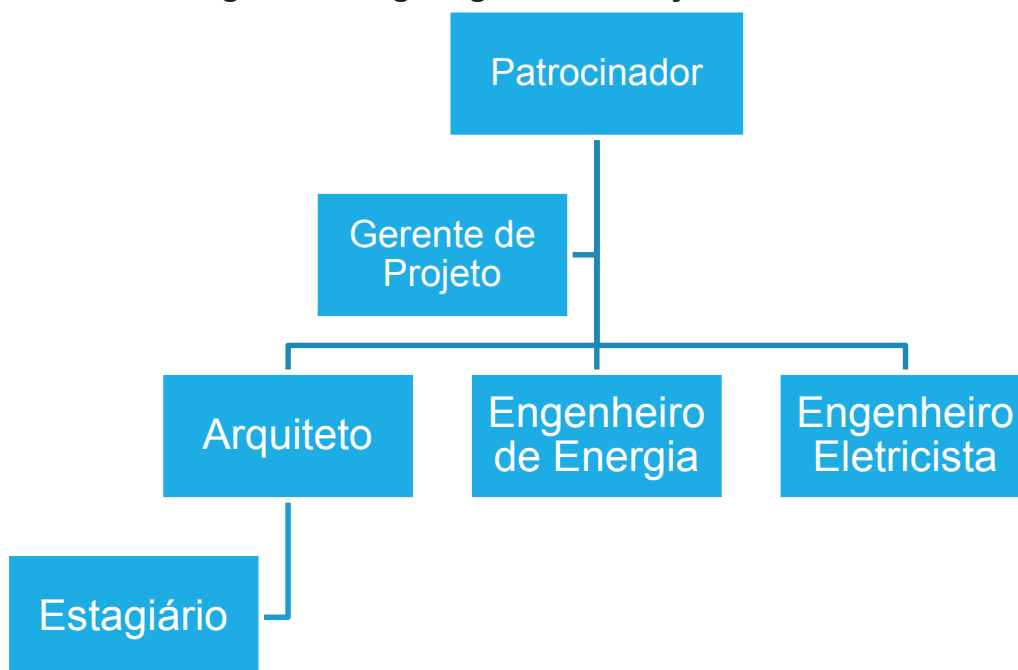 Patrocinador
Gerente de
Projeto
Arquiteto
Engenheiro
de Energia
Engenheiro
Eletricista
Estagiário